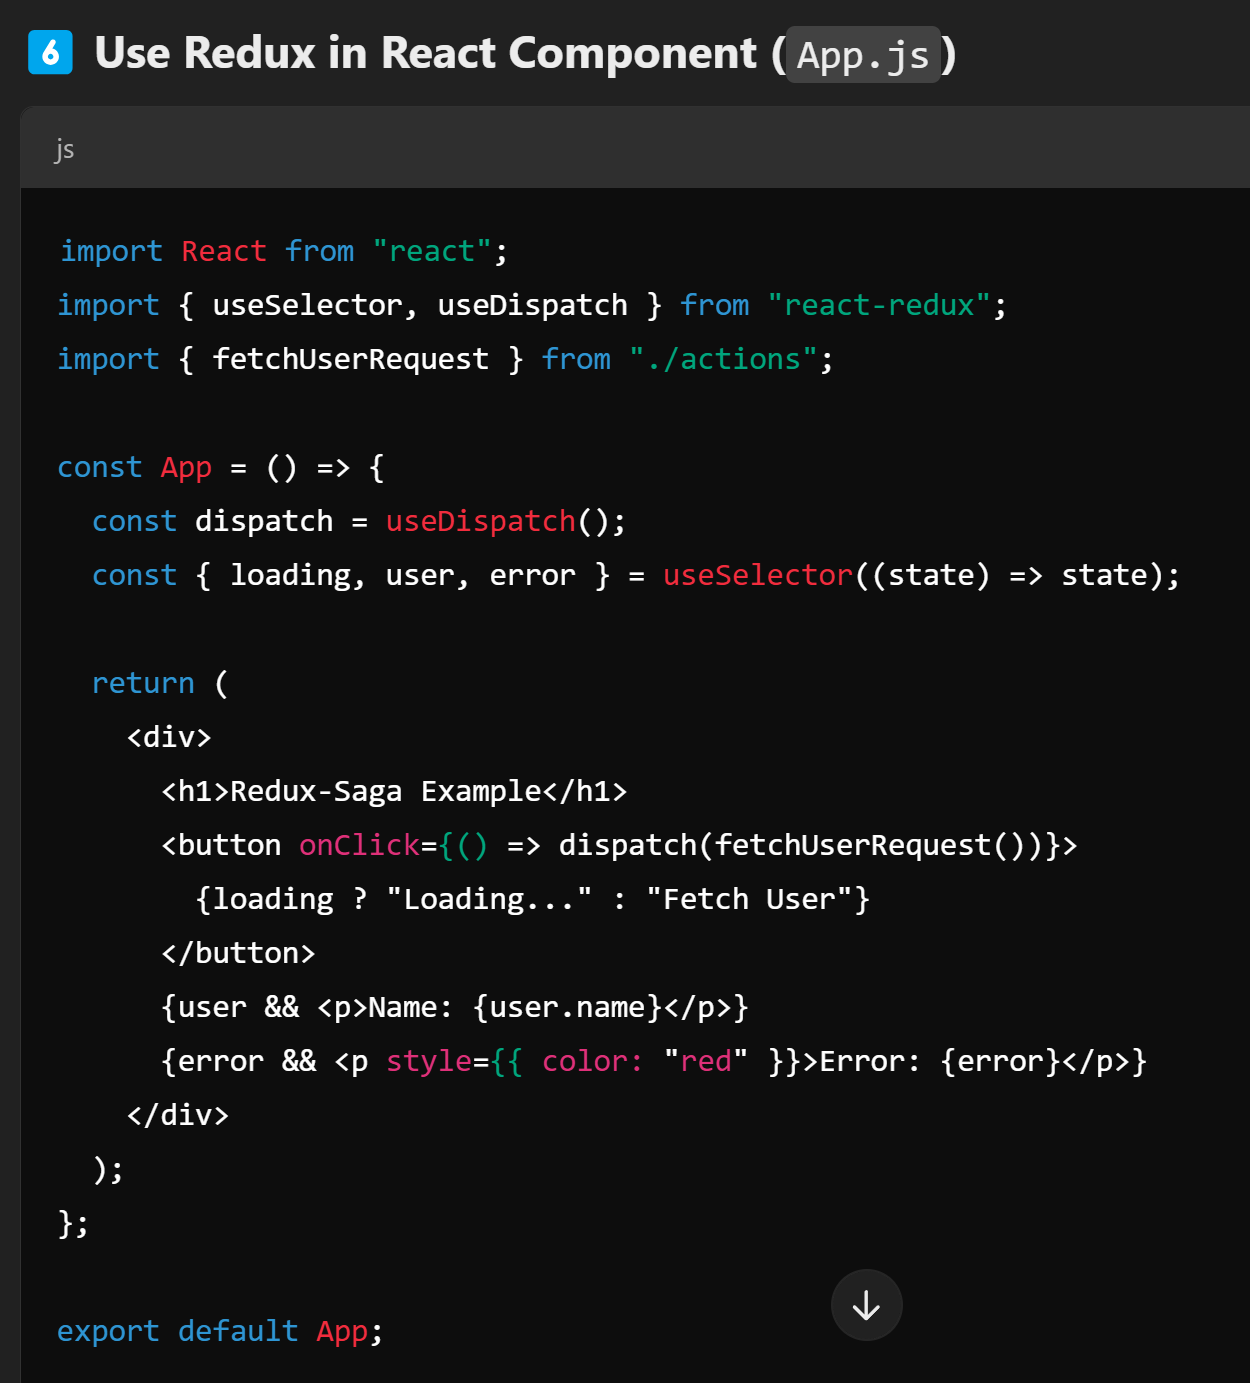 6 Use Redux in React Component (App.js)
js
import React from "react";
import { useSelector, useDispatch } from "react-redux";
import { fetchUserRequest } from "./actions";
const App = () => {
  const dispatch = useDispatch();
  const { loading, user, error } = useSelector((state) => state);
  return (
    <div>
      <h1>Redux-Saga Example</h1>
      <button onClick={() => dispatch(fetchUserRequest())}>
        {loading ? "Loading..." : "Fetch User"}
      </button>
      {user && <p>Name: {user.name}</p>}
      {error && <p style={{ color: "red" }}>Error: {error}</p>}
    </div>
  );
};
export default App;